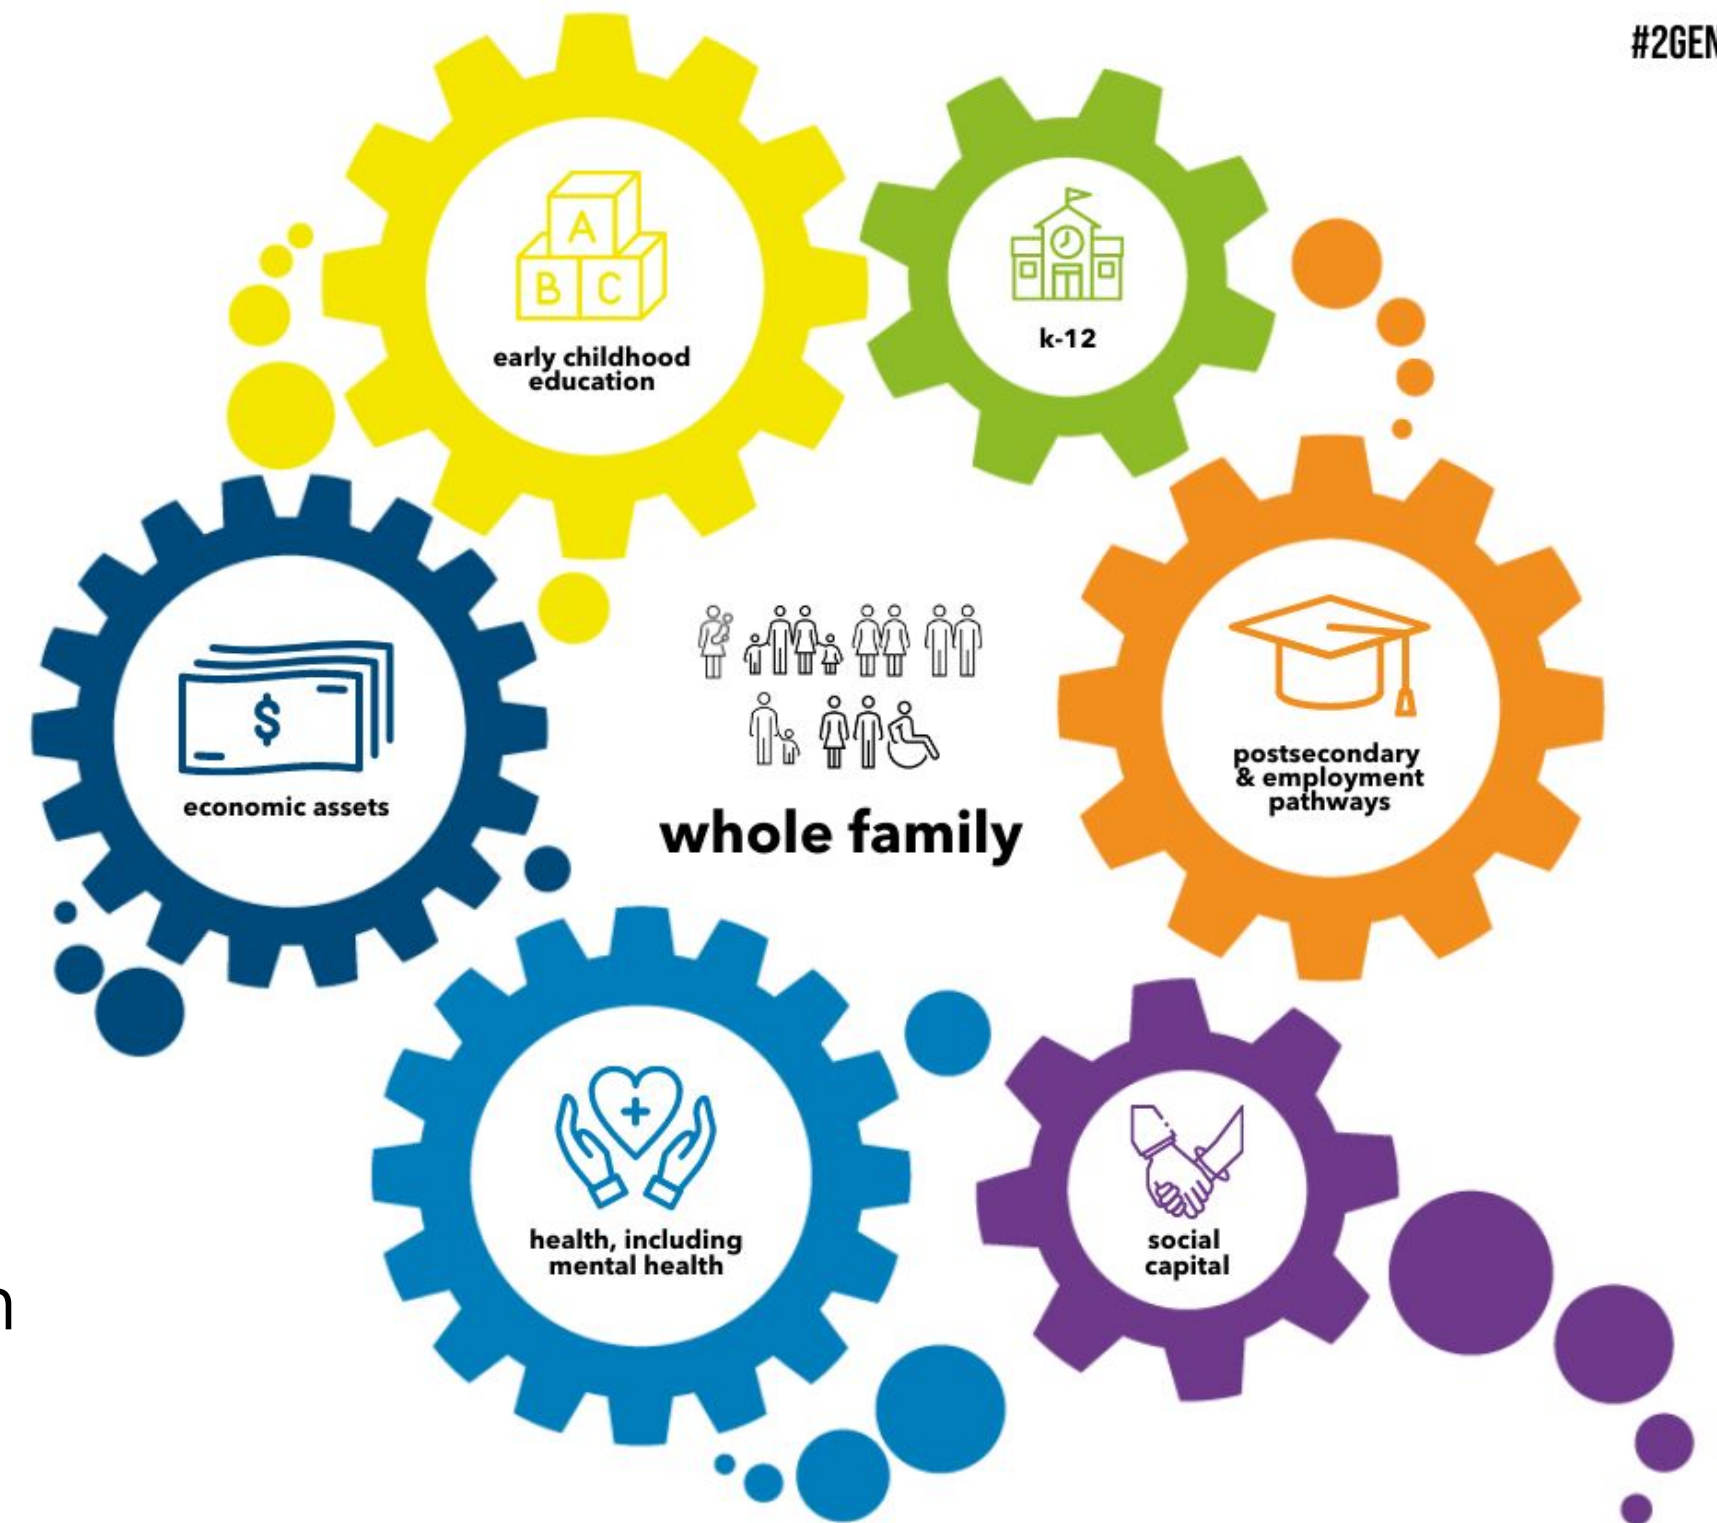 #2GEN
A
B C
early childhood
education
k-12
$
economic assets
postsecondary
& employment
pathways
whole family
health, including
mental health
social
capital
n